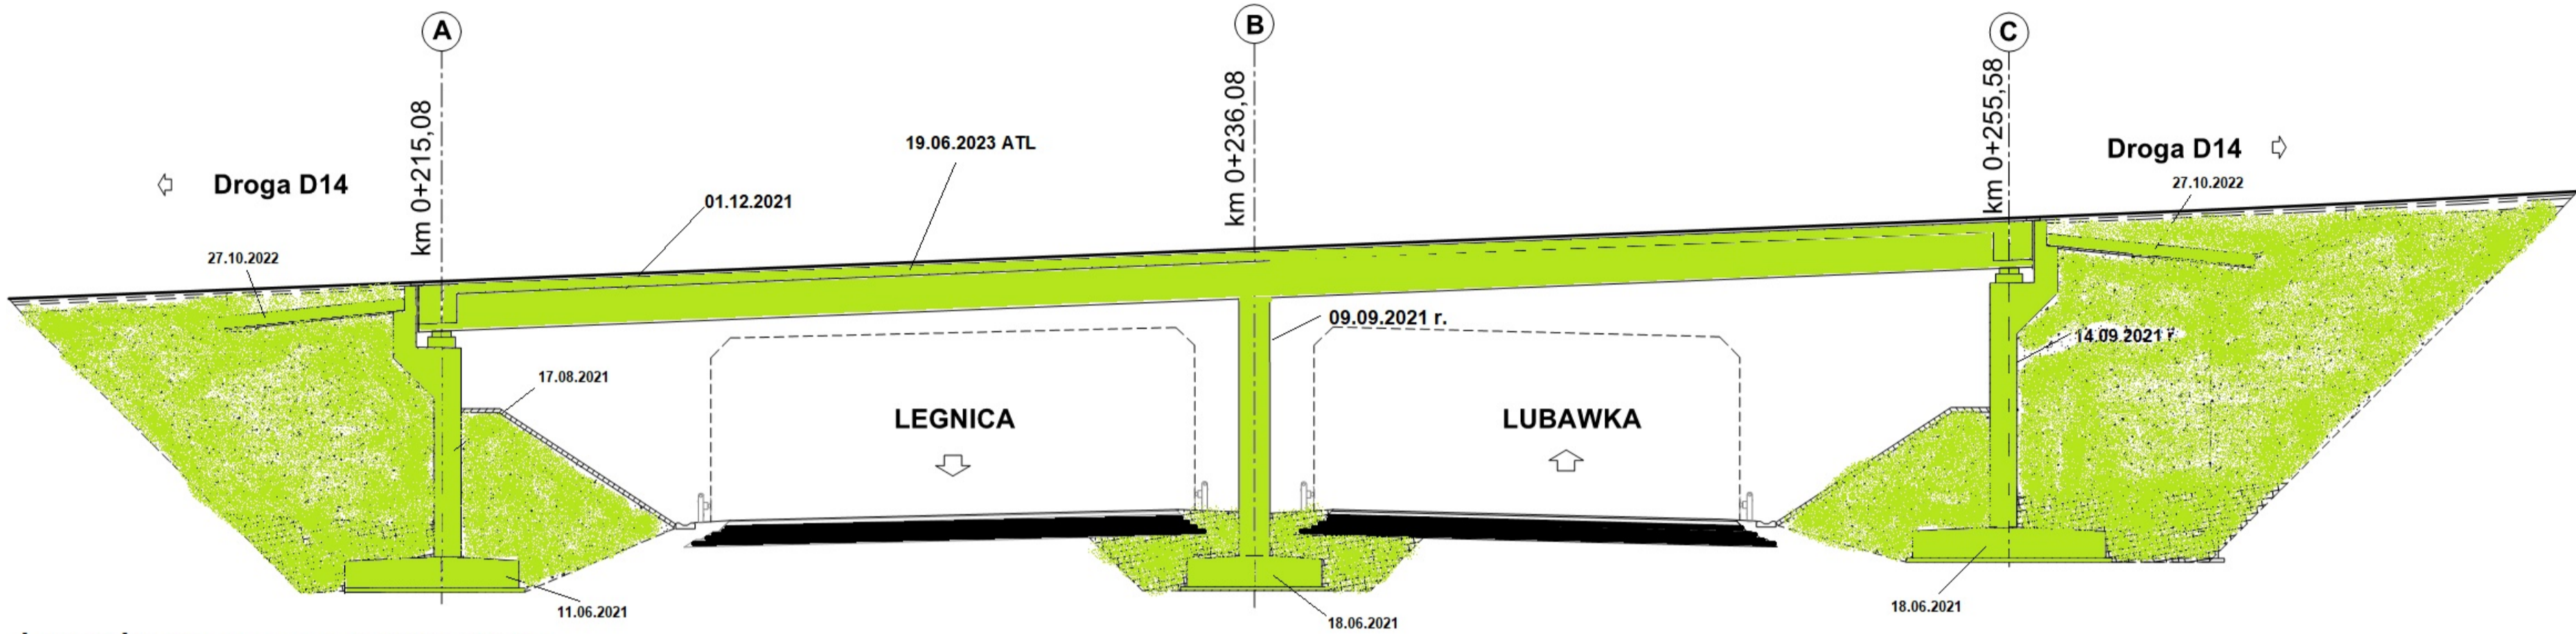 A
B
C
km 0+215,08
km 0+236,08
km 0+255,58
19.06.2023 ATL
Droga D14
Droga D14
27.10.2022
01.12.2021
27.10.2022
09.09.2021 r.
14.09.2021 r.
17.08.2021
LEGNICA
LUBAWKA
11.06.2021
18.06.2021
18.06.2021